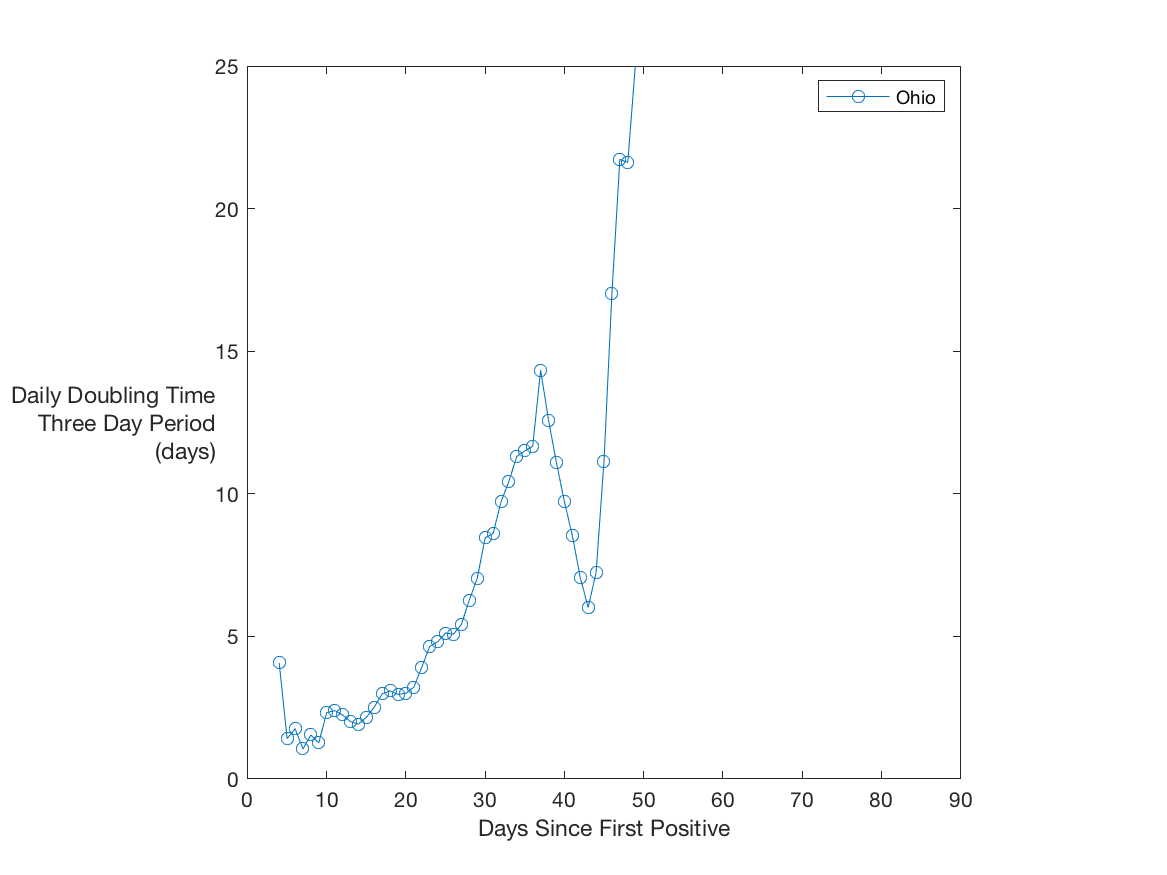 25
20
15
10
5
0
Daily Doubling Time
Three Day Period
(days)
Ohio
0 10 20 30 40 50 60 70 80 90
Days Since First Positive